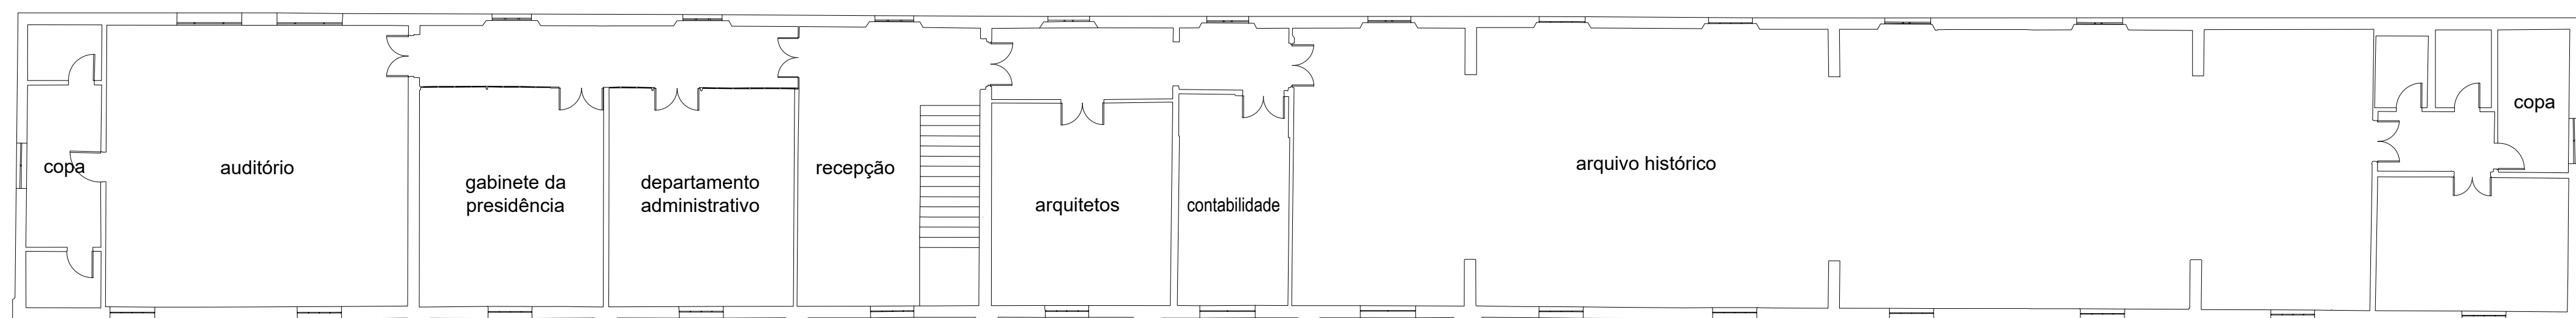 copa
auditório
gabinete da
presidência
departamento
administrativo
recepção
arquitetos
contabilidade
arquivo histórico
copa